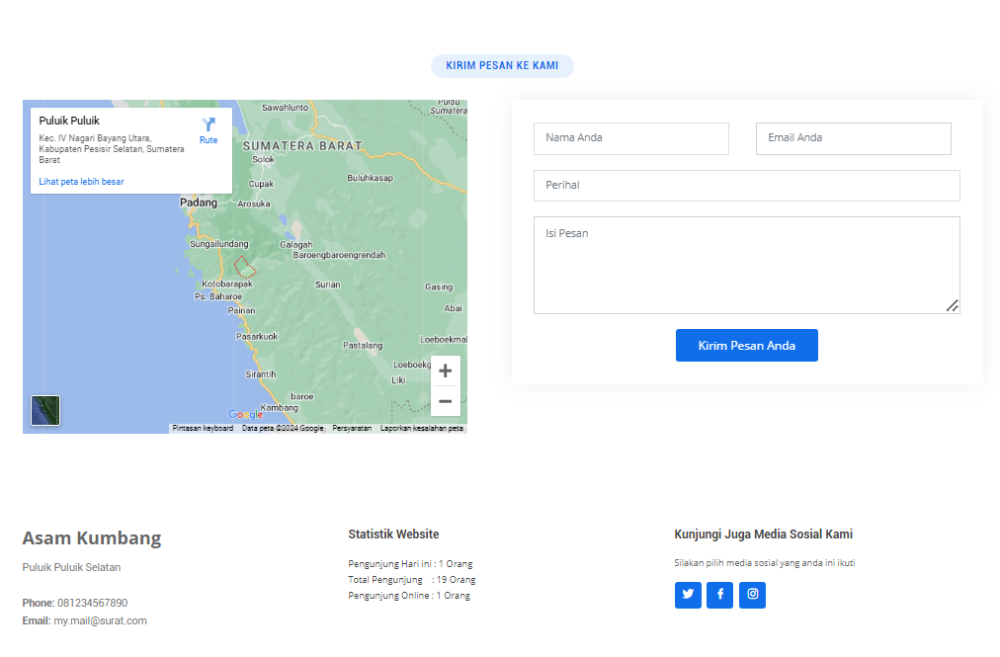 KIRIM PESAN KE KAMI
Puluik Puluik
Kec. IV Nagari Bayang Utara,
Kabupaten Pesisir Selatan, Sumatera
Barat
Rute
Lihat peta lebih besar
Sawahlunto
Pulau
Sumatera
SUMATERA BARAT
Solok
Cupak
Buluhkasap
Padang
Arosuka
Sungailundang
Galagah
Baroengbaroengrendah
Kotobarapak
Surian
Gasing
Ps. Baharoe
Painan
Abai
Pasarkuok
Pastalang
Loeboekmal
Loeboekg
Sirantih
Liki
baroe
Kambang
Google
Pintasan keyboard
Data peta ©2024 Google
Persyaratan
Laporkan kesalahan peta
Nama Anda
Email Anda
Perihal
Isi Pesan
Kirim Pesan Anda
Asam Kumbang
Puluik Puluik Selatan
Phone: 081234567890
Email: my.mail@surat.com
Statistik Website
Pengunjung Hari ini : 1 Orang
Total Pengunjung : 19 Orang
Pengunjung Online : 1 Orang
Kunjungi Juga Media Sosial Kami
Silakan pilih media sosial yang anda ini ikuti